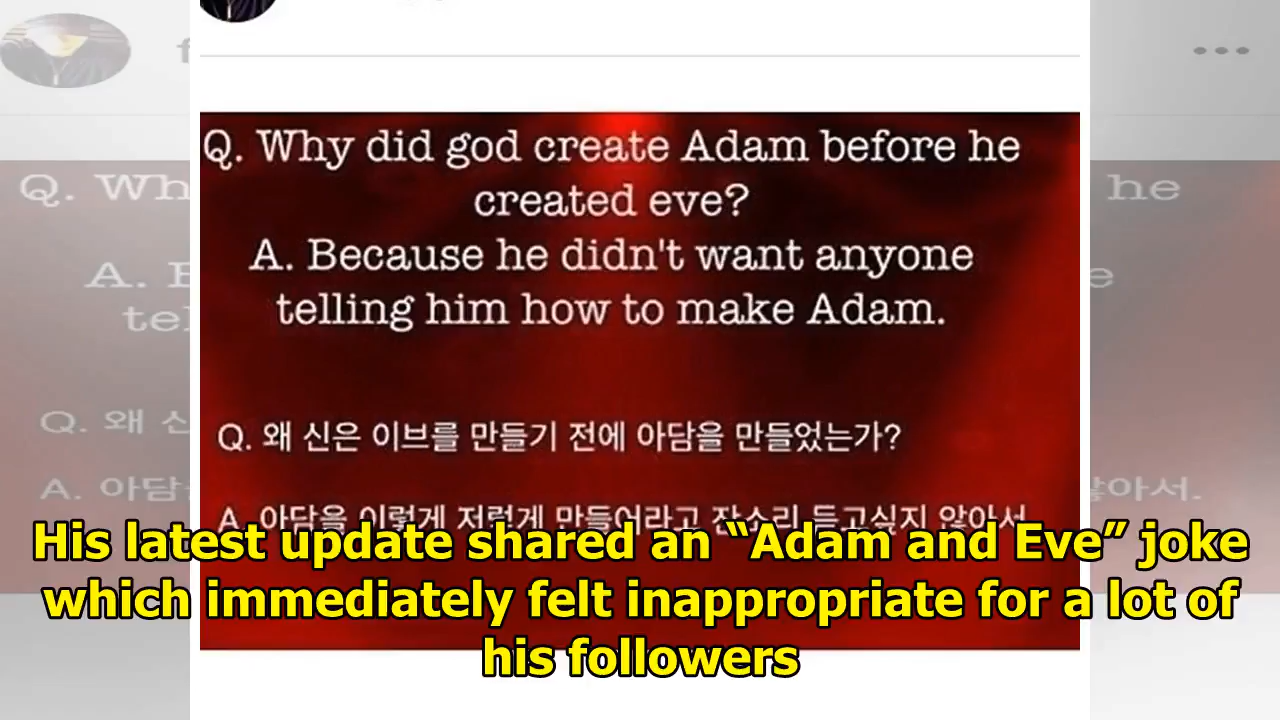 Q. Why did god create Adam before he
created eve?
A. Because he didn't want anyone
telling him how to make Adam.
Q. 왜 신은 이브를 만들기 전에 아담을 만들었는가?
A. 아담을 이렇게 저렇게 만들어라고 잔소리 듣고싶지 않아서.
His latest update shared an “Adam and Eve” joke
which immediately felt inappropriate for a lot of
his followers